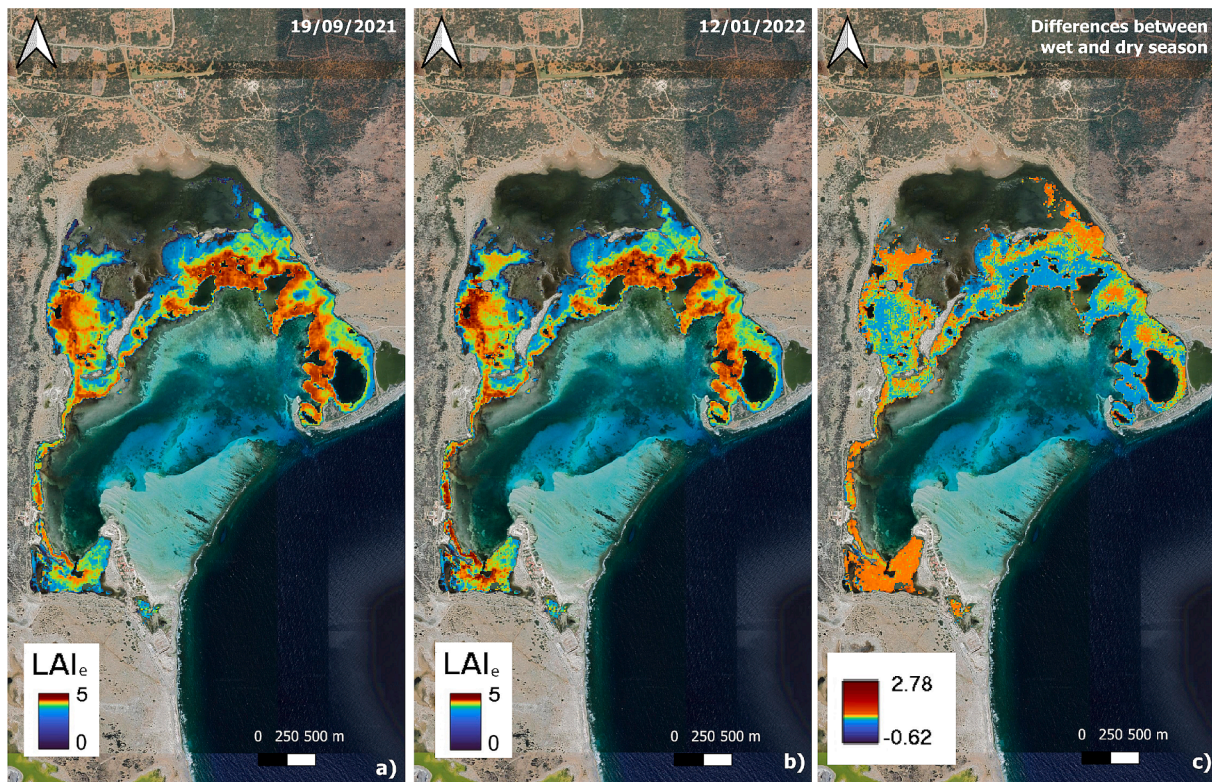 19/09/2021
LAIe
5
0
0 250 500 m
a)
12/01/2022
LAIe
5
0
0 250 500 m
b)
Differences between
wet and dry season
2.78
-0.62
0 250 500 m
c)